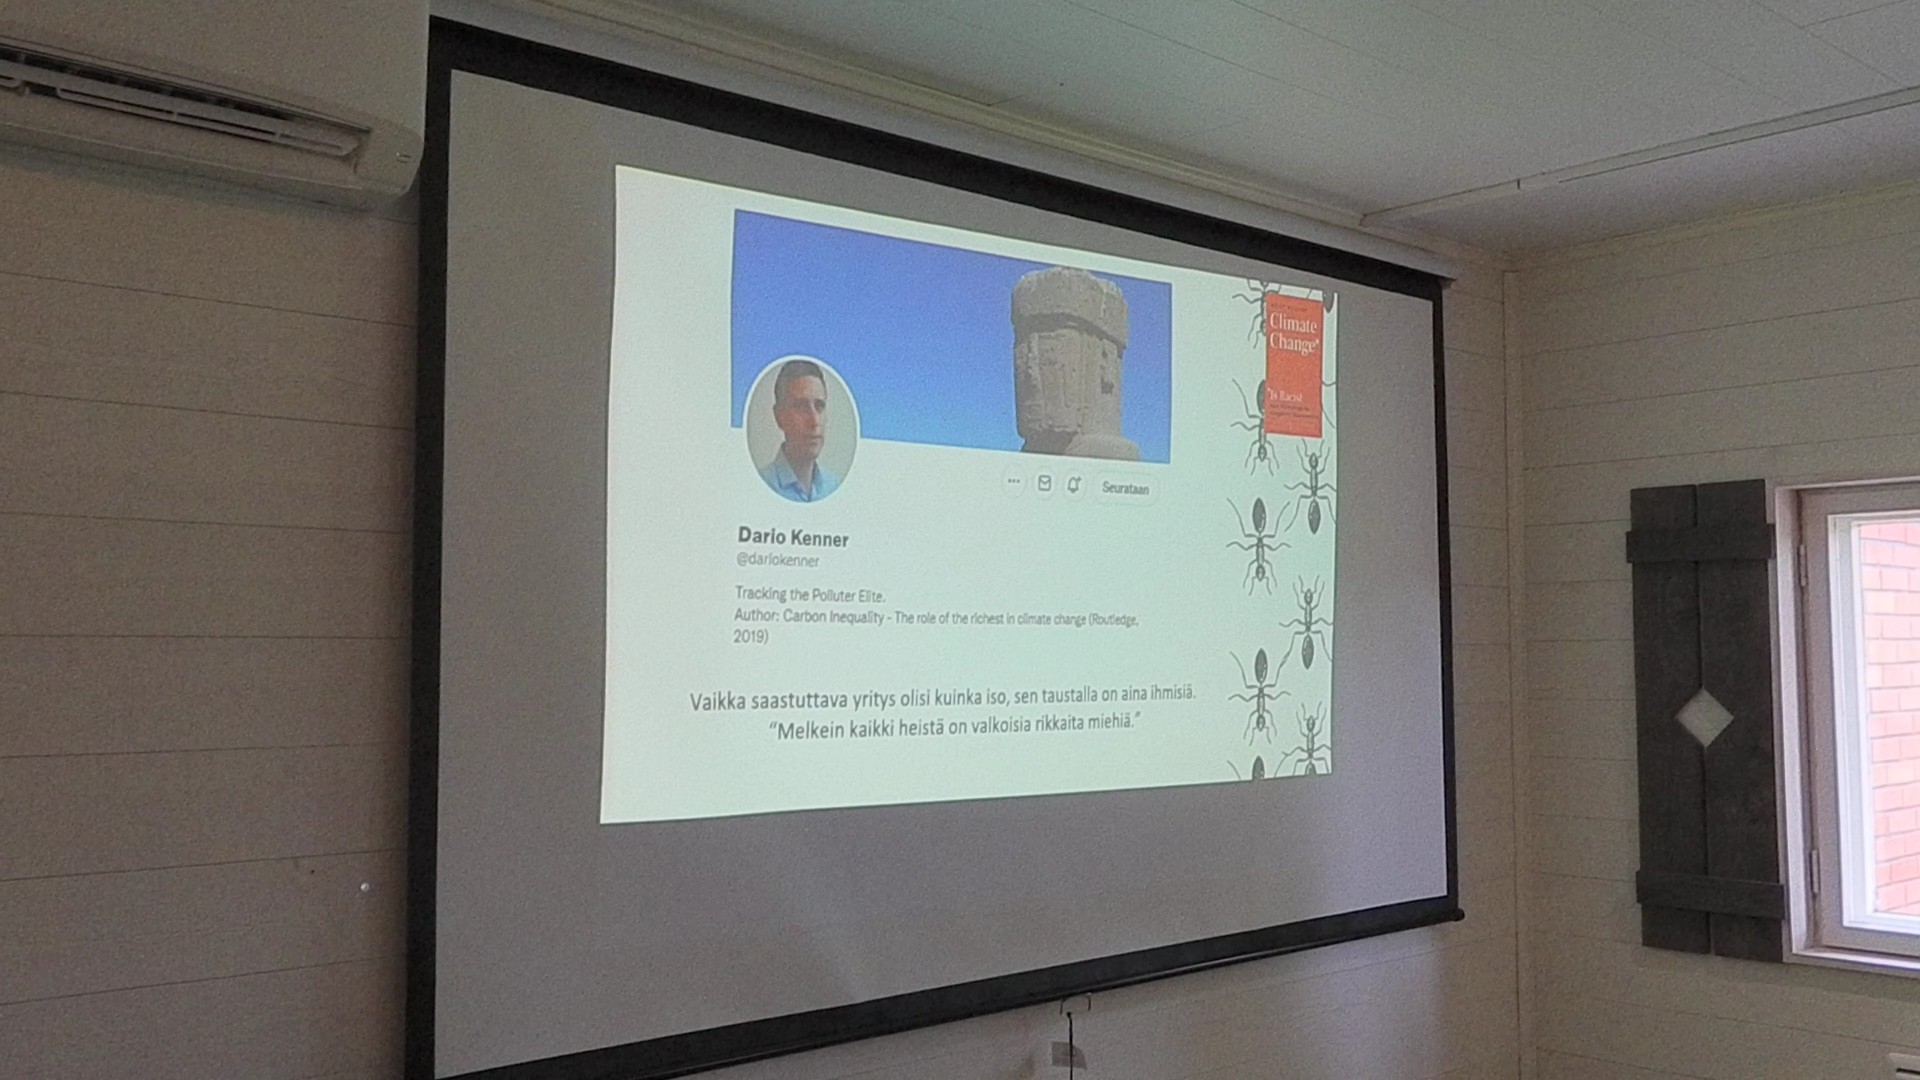 Climate
Change*
*Is Racist
Seurataan
Dario Kenner
@dariokenner
Tracking the Polluter Elite.
Author: Carbon Inequality - The role of the richest in climate change (Routledge,
2019)
Vaikka saastuttava yritys olisi kuinka iso, sen taustalla on aina ihmisiä.
“Melkein kaikki heistä on valkoisia rikkaita miehiä.”